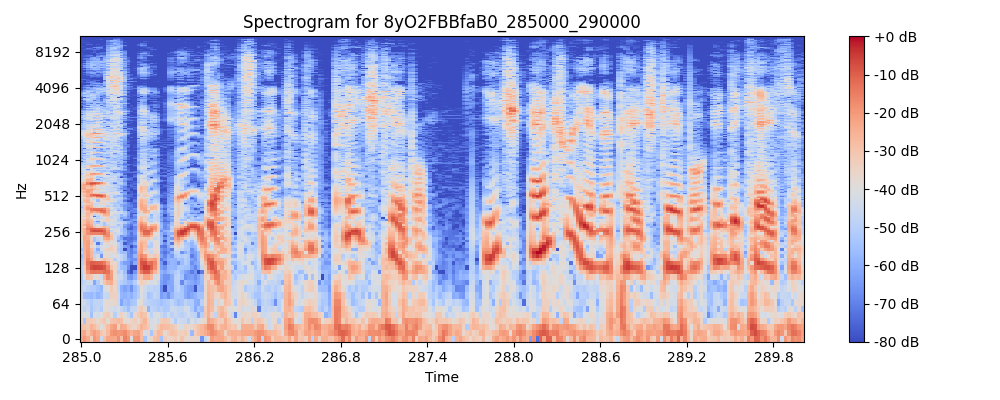 Spectrogram for 8yO2FBBfaB0_285000_290000
8192
4096
2048
1024
512
256
128
64
0
Hz
285.0 285.6 286.2 286.8 287.4 288.0 288.6 289.2 289.8
Time
+0 dB
-10 dB
-20 dB
-30 dB
-40 dB
-50 dB
-60 dB
-70 dB
-80 dB